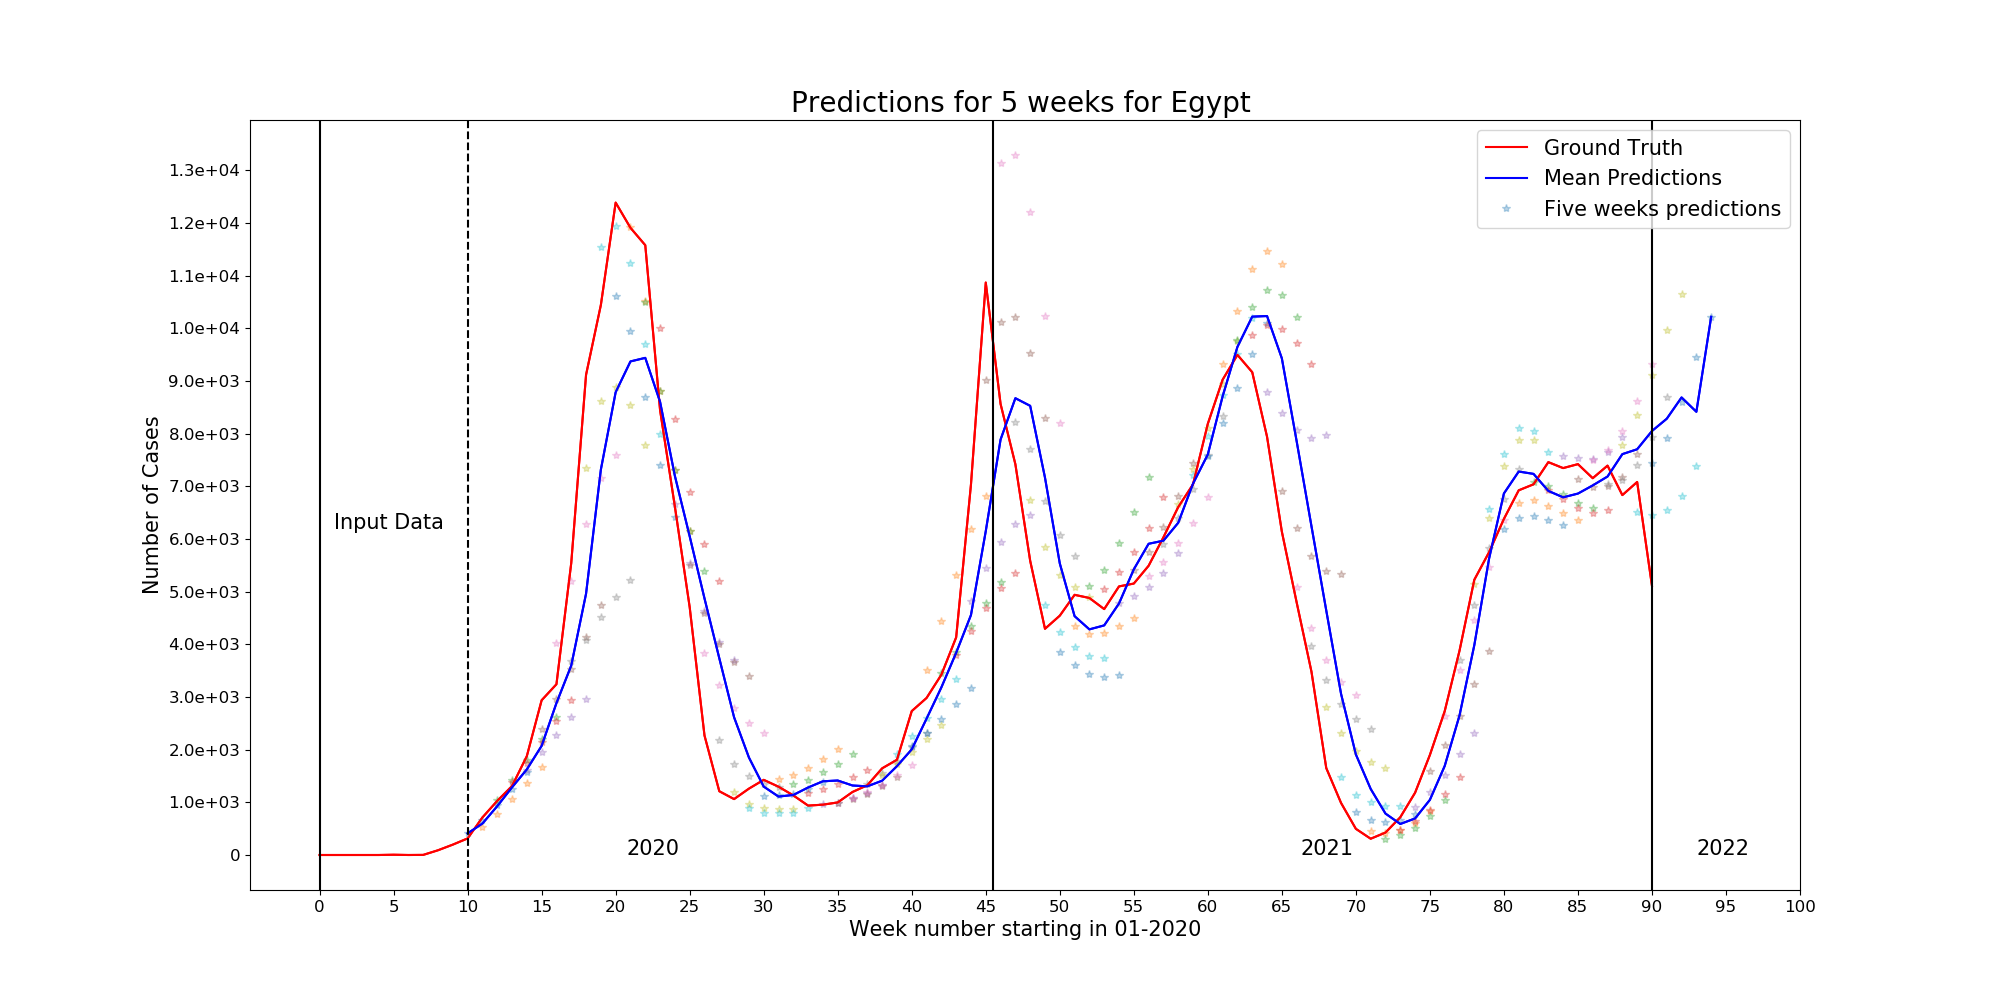 Predictions for 5 weeks for Egypt
Ground Truth
Mean Predictions
Five weeks predictions
1.3e+04
1.2e+04
1.1e+04
1.0e+04
9.0e+03
8.0e+03
7.0e+03
6.0e+03
5.0e+03
4.0e+03
3.0e+03
2.0e+03
1.0e+03
0
Number of Cases
Input Data
2020 2021 2022
0 5 10 15 20 25 30 35 40 45 50 55 60 65 70 75 80 85 90 95 100
Week number starting in 01-2020